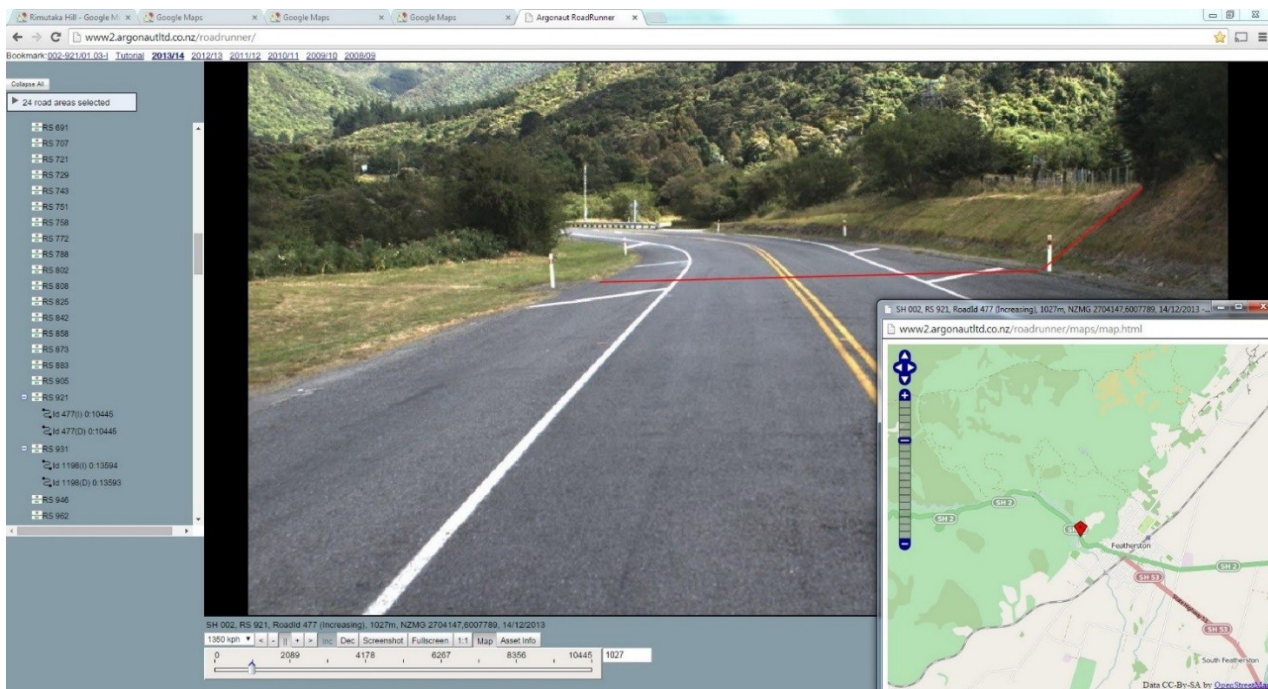 Rimutaka Hill - Google Ma
Google Maps
Google Maps
Google Maps
Argonaut RoadRunner
www2.argonautltd.co.nz/roadrunner/
Bookmark:002-921/01.03-I Tutorial 2013/14 2012/13 2011/12 2010/11 2009/10 2008/09
Collapse All
24 road areas selected
RS 691
RS 707
RS 721
RS 729
RS 743
RS 751
RS 758
RS 772
RS 788
RS 802
RS 808
RS 825
RS 842
RS 858
RS 873
RS 883
RS 905
RS 921
Id 477(I) 0:10445
Id 477(D) 0:10445
RS 931
Id 1198(I) 0:13594
Id 1198(D) 0:13593
RS 946
RS 962
SH 002, RS 921, RoadId 477 (Increasing), 1027m, NZMG 2704147,6007789, 14/12/2013
1350 kph < - || + > Inc Dec Screenshot Fullscreen 1:1 Map Asset Info
0 2089 4178 6267 8356 10445 1027
SH 002, RS 921, RoadId 477 (Increasing), 1027m, NZMG 2704147,6007789, 14/12/2013 -...
www2.argonautltd.co.nz/roadrunner/maps/map.html
SH 2
SH 2
Featherston
SH 2
SH 53
SH 53
South Featherston
Data CC-By-SA by OpenStreetMap